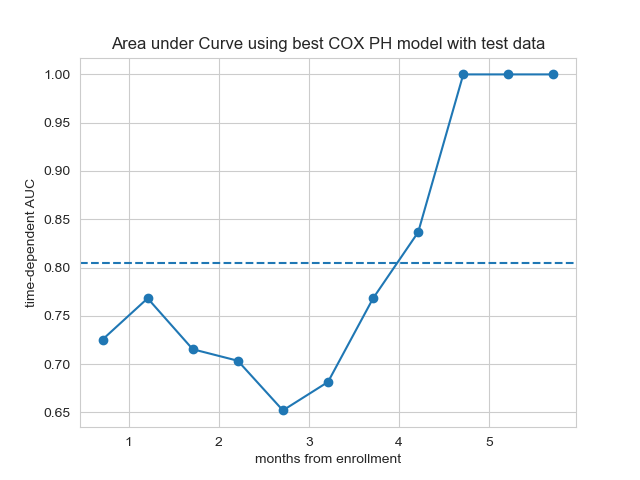 Area under Curve using best COX PH model with test data
time-dependent AUC
1.00
0.95
0.90
0.85
0.80
0.75
0.70
0.65
1 2 3 4 5
months from enrollment